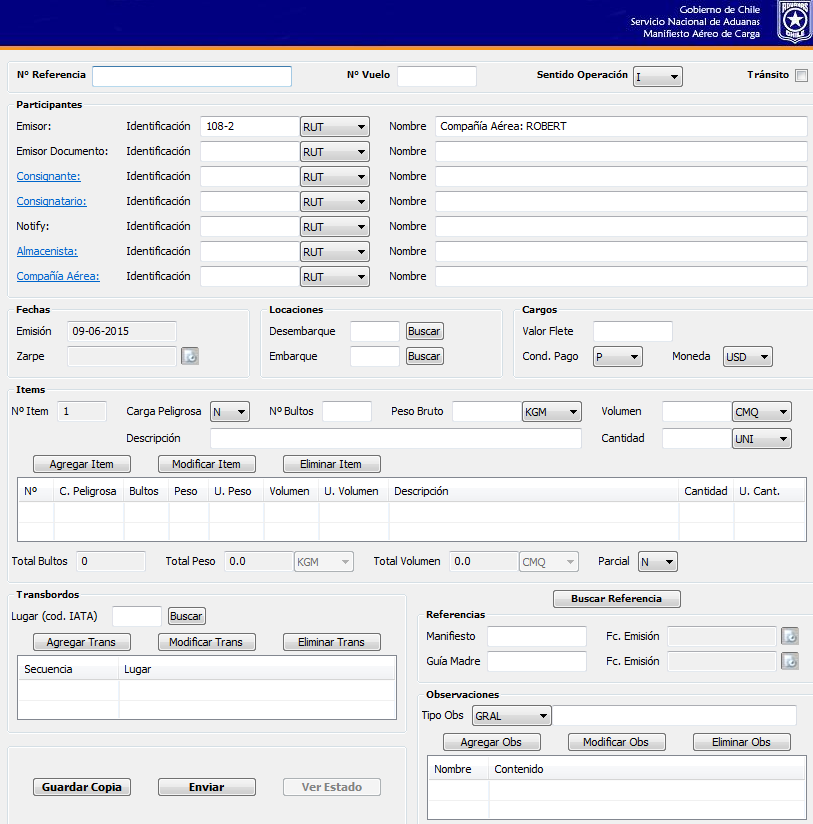 Gobierno de Chile
Servicio Nacional de Aduanas
Manifiesto Aéreo de Carga
ADUANAS
CHILE
Nº Referencia Nº Vuelo Sentido Operación I Tránsito
Participantes
Emisor: Identificación 108-2 RUT Nombre Compañía Aérea: ROBERT
Emisor Documento: Identificación RUT Nombre
Consignante: Identificación RUT Nombre
Consignatario: Identificación RUT Nombre
Notify: Identificación RUT Nombre
Almacenista: Identificación RUT Nombre
Compañía Aérea: Identificación RUT Nombre
Fechas Locaciones Cargos
Emisión 09-06-2015 Desembarque Buscar Valor Flete
Zarpe Embarque Buscar Cond. Pago P Moneda USD
Items
Nº Item 1 Carga Peligrosa N Nº Bultos Peso Bruto KGM Volumen CMQ
Descripción Cantidad UNI
Agregar Item Modificar Item Eliminar Item
Nº C. Peligrosa Bultos Peso U. Peso Volumen U. Volumen Descripción Cantidad U. Cant.
Total Bultos 0 Total Peso 0.0 KGM Total Volumen 0.0 CMQ Parcial N
Transbordos
Lugar (cod. IATA) Buscar
Agregar Trans Modificar Trans Eliminar Trans
Secuencia Lugar
Buscar Referencia
Referencias
Manifiesto Fc. Emisión
Guía Madre Fc. Emisión
Observaciones
Tipo Obs GRAL
Agregar Obs Modificar Obs Eliminar Obs
Nombre Contenido
Guardar Copia Enviar Ver Estado